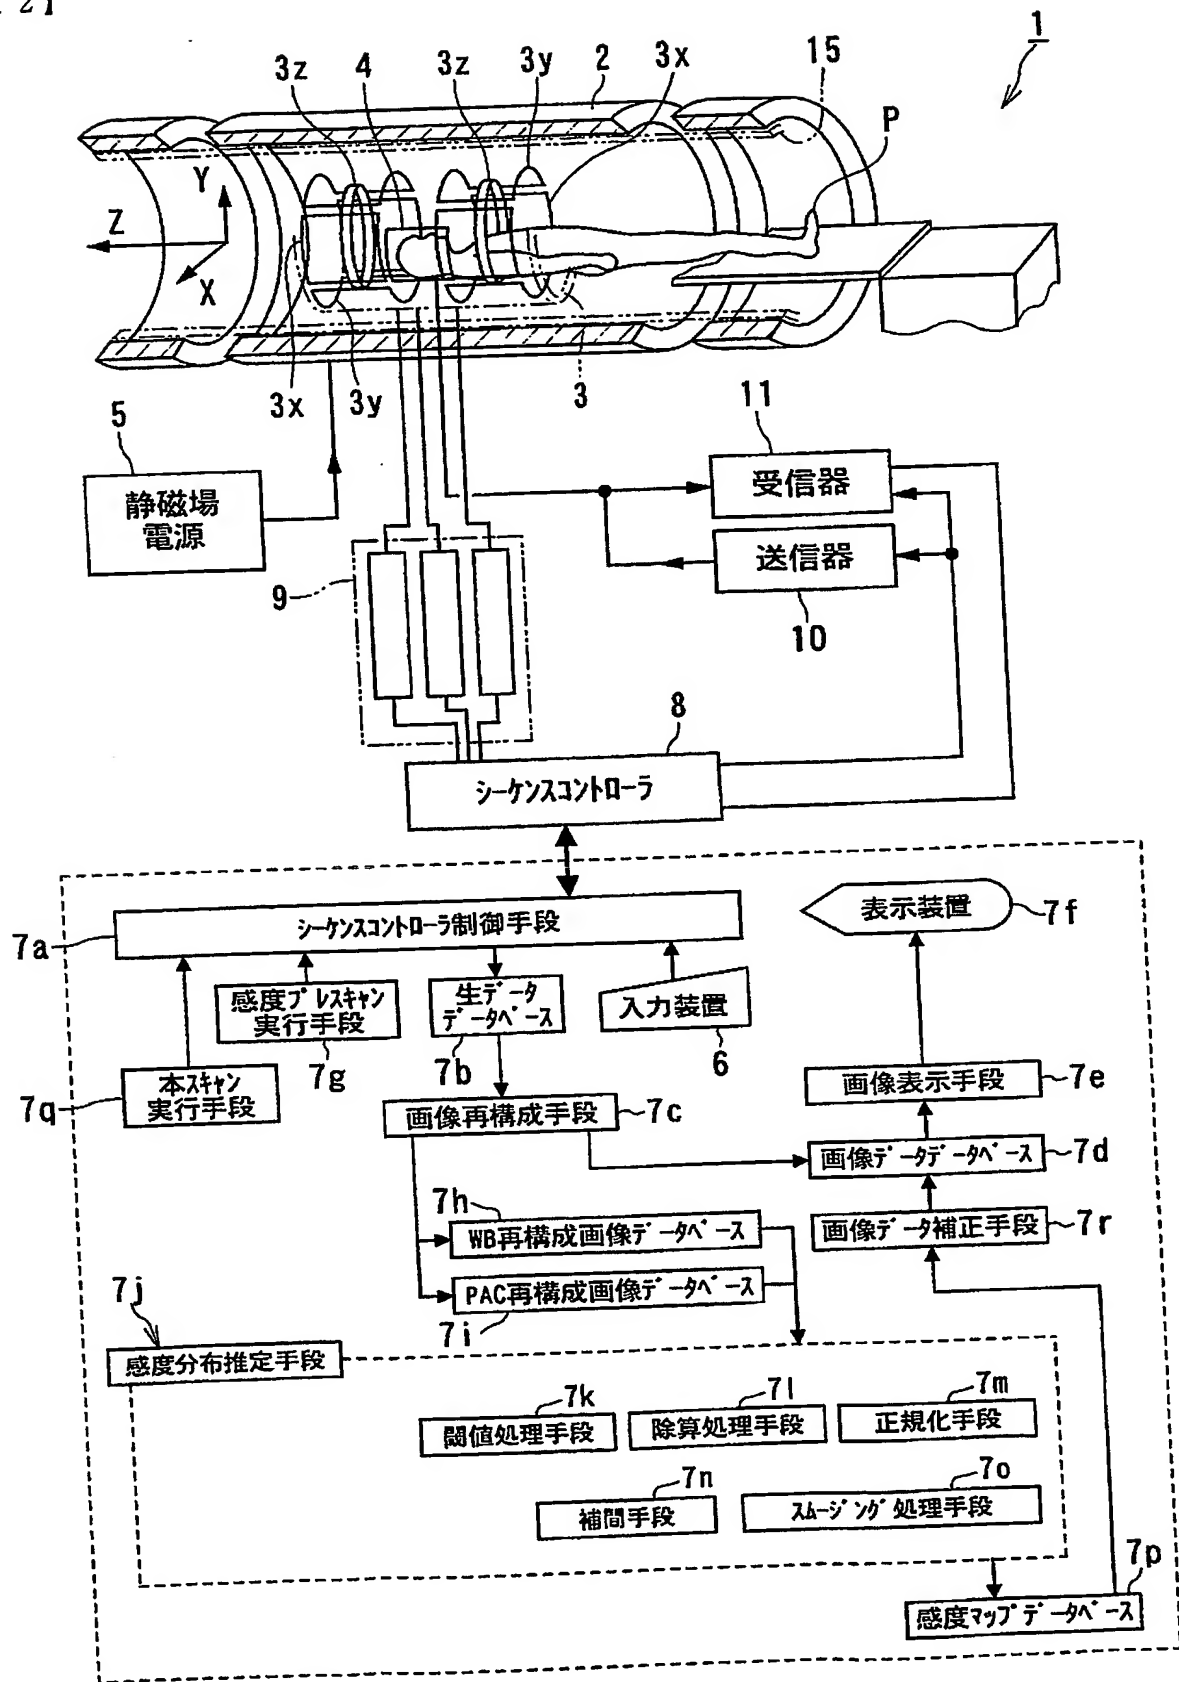 2】
1
3z
4
3z
3y
2
3x
15
P
Y
Z
X
3x
3y
3
5
静磁場
電源
11
受信器
送信器
10
9
8
シーケンスコントローラ
7a
シーケンスコントローラ制御手段
表示装置
7f
感度プレスキャン
実行手段
7g
生データ
データベース
7b
入力装置
6
7q
本スキャン
実行手段
画像再構成手段
7c
画像表示手段
7e
画像データデータベース
7d
7h
WB再構成画像データベース
画像データ補正手段
7r
PAC再構成画像データベース
7i
7j
感度分布推定手段
7k
閾値処理手段
7l
除算処理手段
7m
正規化手段
7n
補間手段
7o
スムージング処理手段
7p
感度マップデータベース